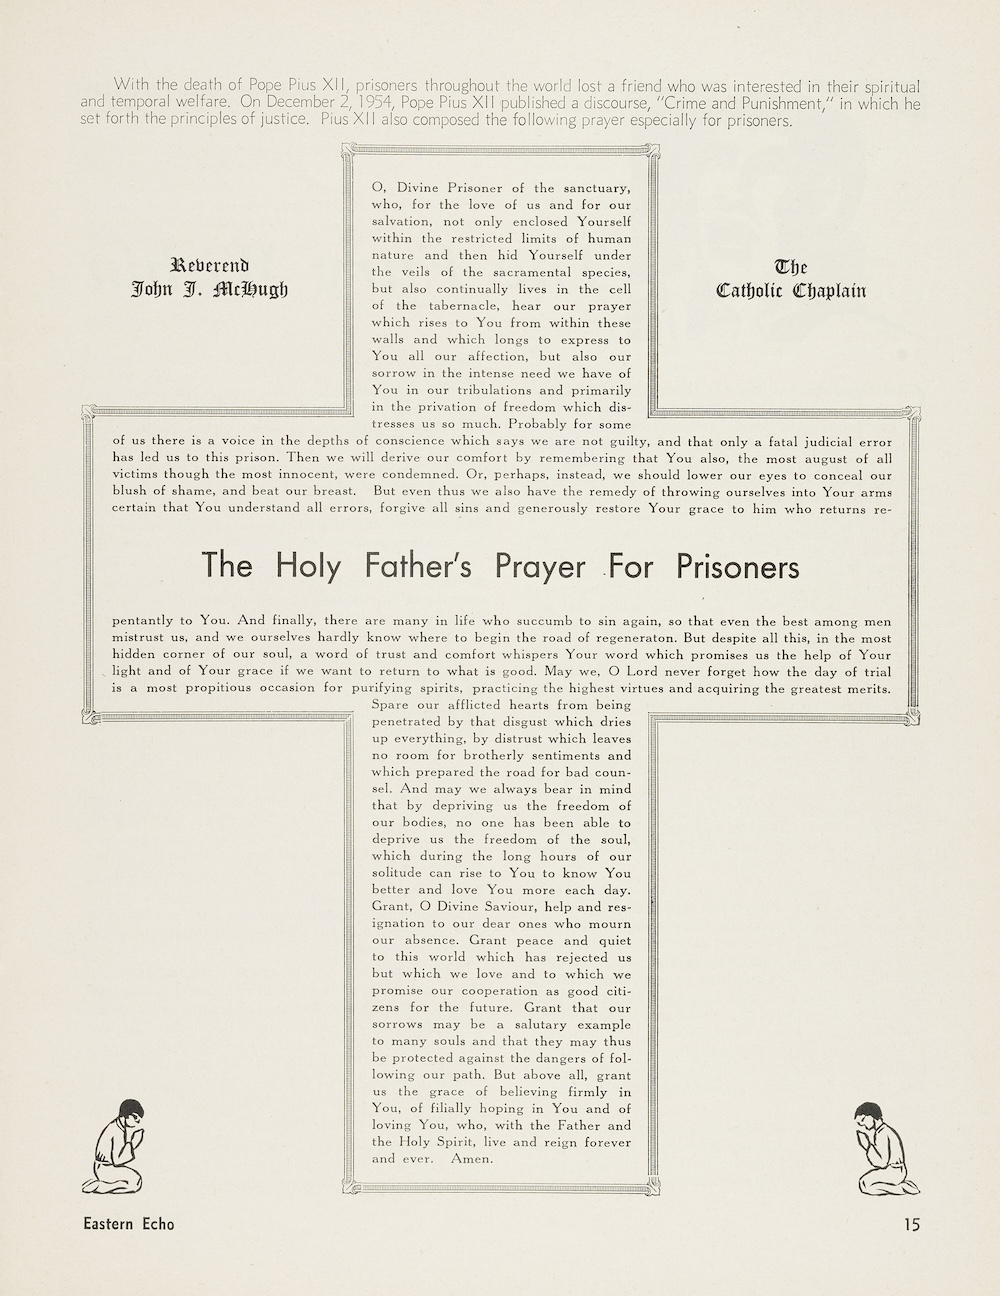 With the death of Pope Pius XII, prisoners throughout the world lost a friend who was interested in their spiritual
and temporal welfare. On December 2, 1954, Pope Pius XII published a discourse, "Crime and Punishment," in which he
set forth the principles of justice. Pius XII also composed the following prayer especially for prisoners.
Reverend
John J. McHugh
The
Catholic Chaplain
O, Divine Prisoner of the sanctuary,
who, for the love of us and for our
salvation, not only enclosed Yourself
within the restricted limits of human
nature and then hid Yourself under
the veils of the sacramental species,
but also continually lives in the cell
of the tabernacle, hear our prayer
which rises to You from within these
walls and which longs to express to
You all our affection, but also our
sorrow in the intense need we have of
You in our tribulations and primarily
in the privation of freedom which dis-
tresses us so much. Probably for some
of us there is a voice in the depths of conscience which says we are not guilty, and that only a fatal judicial error
has led us to this prison. Then we will derive our comfort by remembering that You also, the most august of all
victims though the most innocent, were condemned. Or, perhaps, instead, we should lower our eyes to conceal our
blush of shame, and beat our breast. But even thus we also have the remedy of throwing ourselves into Your arms
certain that You understand all errors, forgive all sins and generously restore Your grace to him who returns re-
The Holy Father's Prayer For Prisoners
pentantly to You. And finally, there are many in life who succumb to sin again, so that even the best among men
mistrust us, and we ourselves hardly know where to begin the road of regeneraton. But despite all this, in the most
hidden corner of our soul, a word of trust and comfort whispers Your word which promises us the help of Your
light and of Your grace if we want to return to what is good. May we, O Lord never forget how the day of trial
is a most propitious occasion for purifying spirits, practicing the highest virtues and acquiring the greatest merits.
Spare our afflicted hearts from being
penetrated by that disgust which dries
up everything, by distrust which leaves
no room for brotherly sentiments and
which prepared the road for bad coun-
sel. And may we always bear in mind
that by depriving us the freedom of
our bodies, no one has been able to
deprive us the freedom of the soul,
which during the long hours of our
solitude can rise to You to know You
better and love You more each day.
Grant, O Divine Saviour, help and res-
ignation to our dear ones who mourn
our absence. Grant peace and quiet
to this world which has rejected us
but which we love and to which we
promise our cooperation as good citi-
zens for the future. Grant that our
sorrows may be a salutary example
to many souls and that they may thus
be protected against the dangers of fol-
lowing our path. But above all, grant
us the grace of believing firmly in
You, of filially hoping in You and of
loving You, who, with the Father and
the Holy Spirit, live and reign forever
and ever. Amen.
Eastern Echo
15